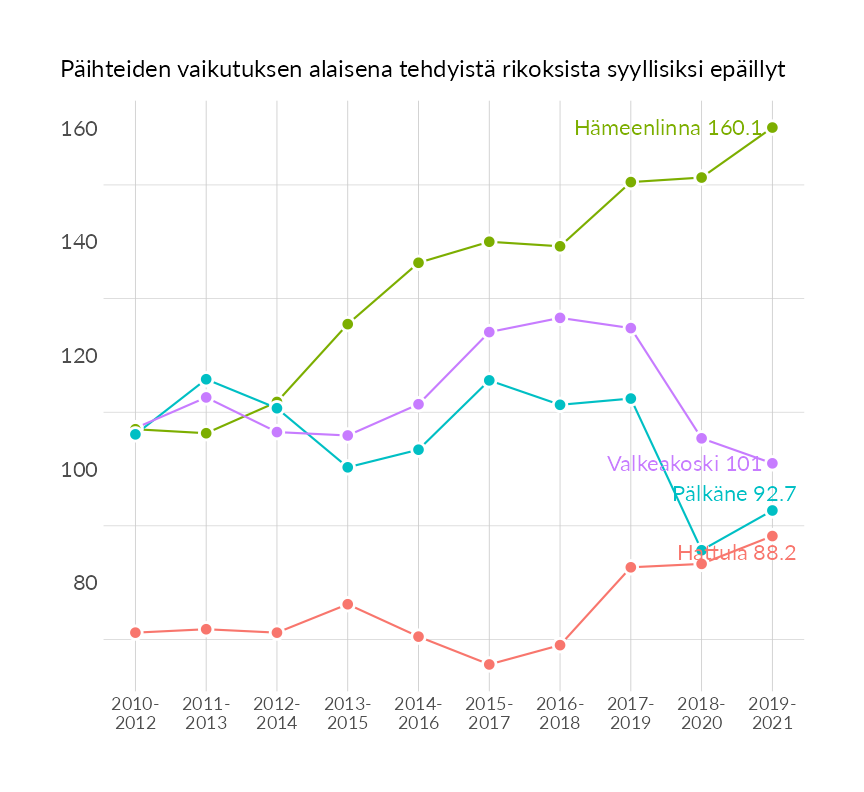 Päihteiden vaikutuksen alaisena tehdyistä rikoksista syyllisiksi epäillyt
160
Hämeenlinna 160.1
140
120
100
Valkeakoski 101
Pälkäne 92.7
Hattula 88.2
80
2010- 2011- 2012- 2013- 2014- 2015- 2016- 2017- 2018- 2019-
2012 2013 2014 2015 2016 2017 2018 2019 2020 2021